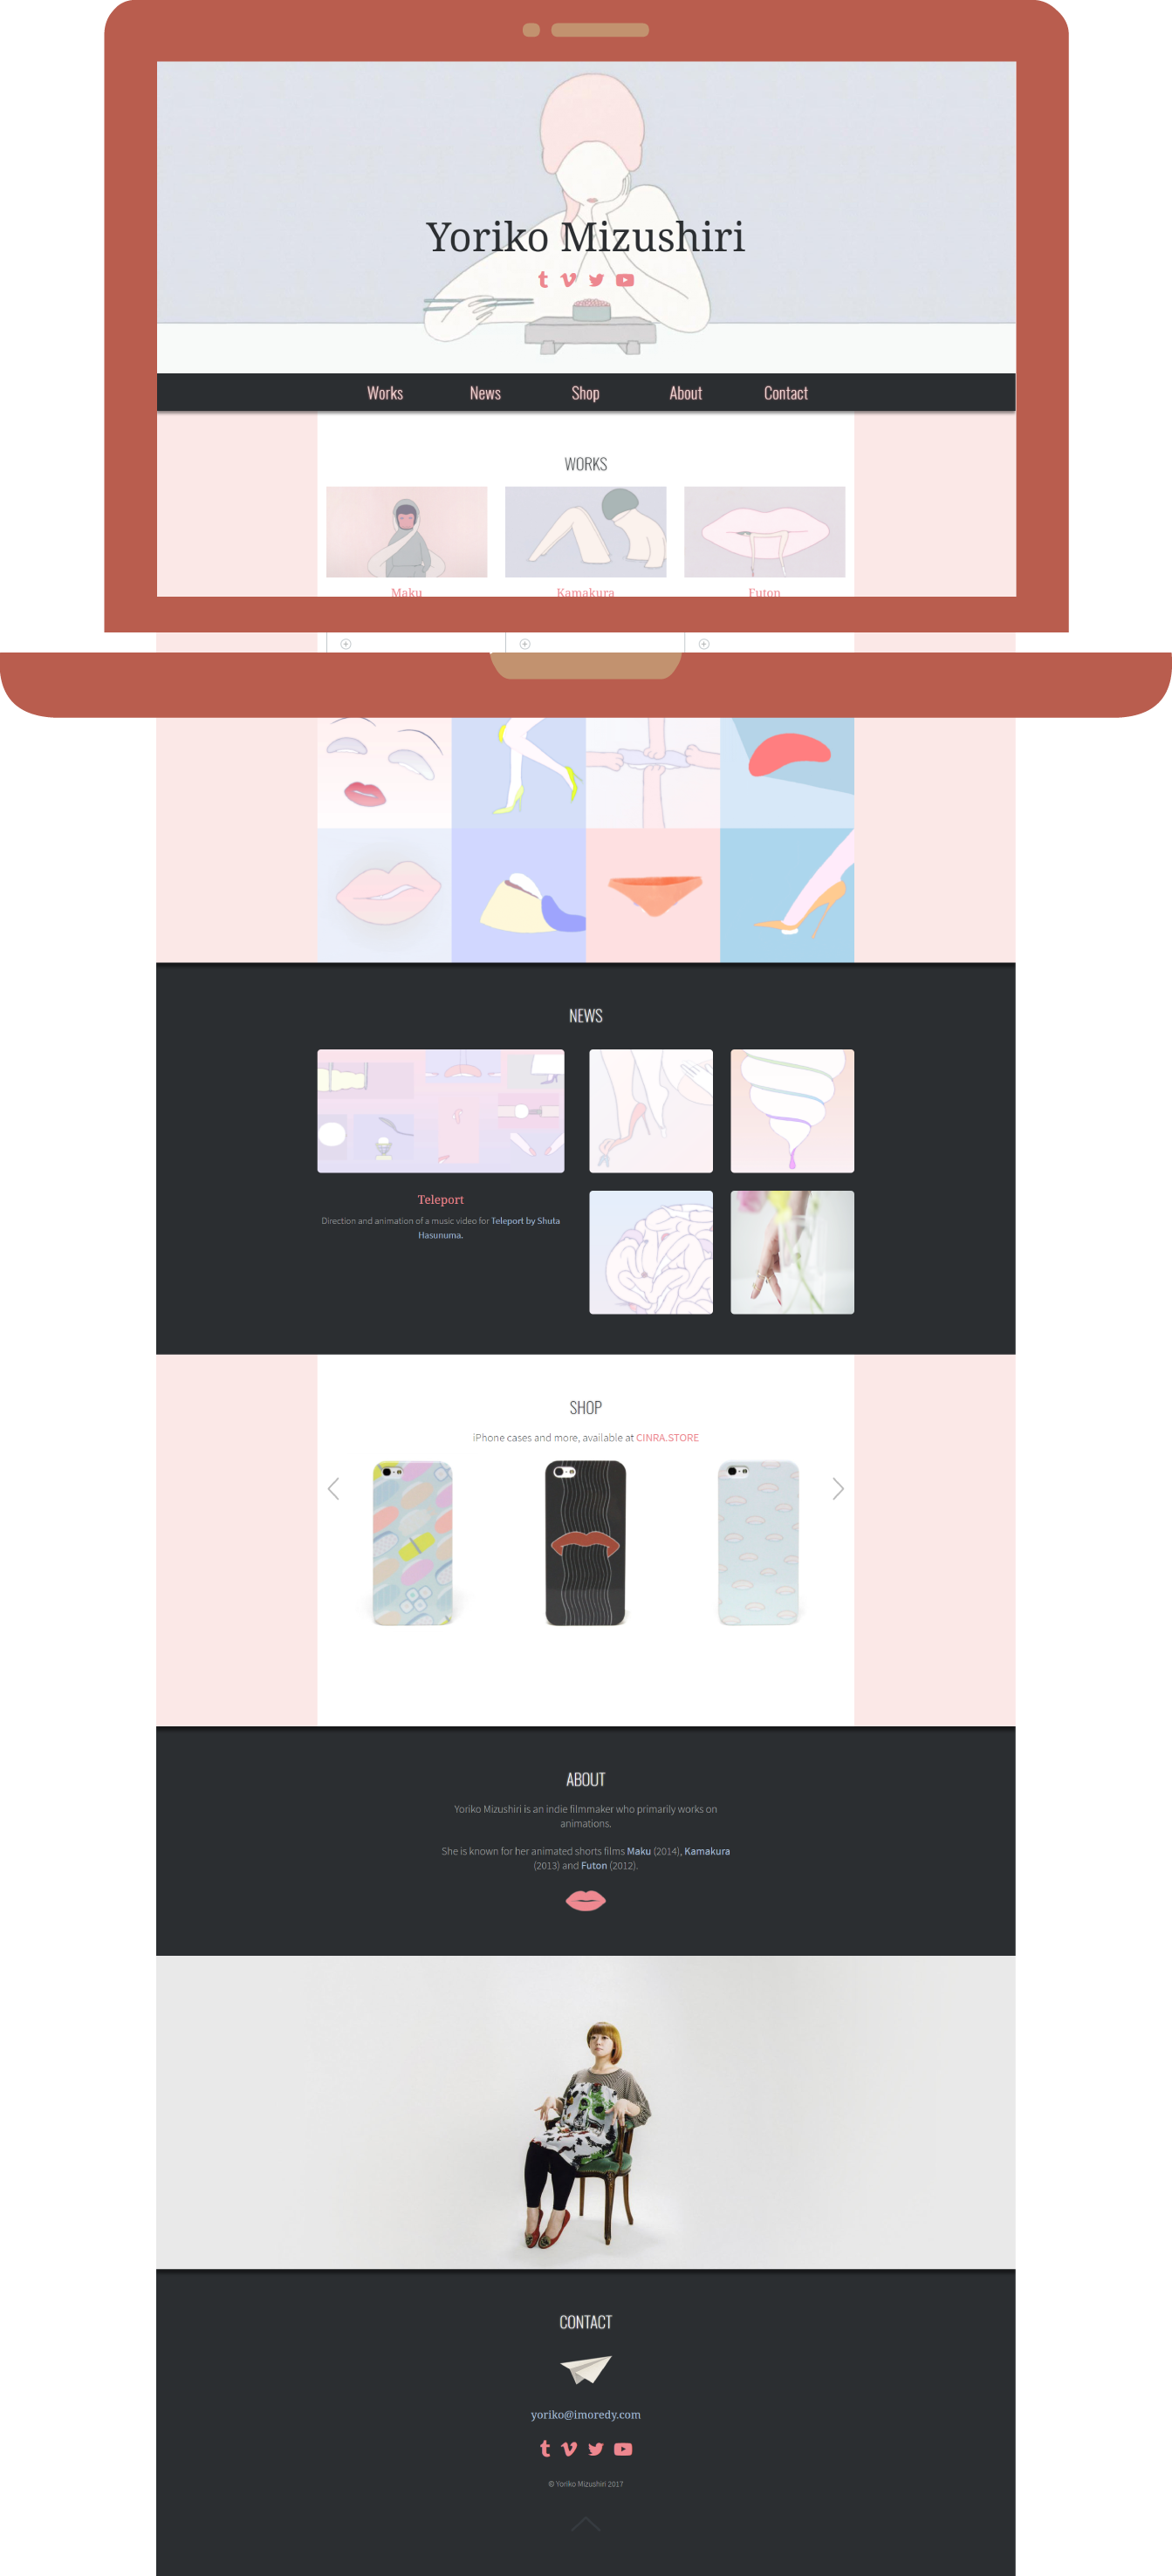 Yoriko Mizushiri
Works News Shop About Contact
WORKS
Maku Kamakura Futon
NEWS
Teleport
Direction and animation of a music video for Teleport by Shuta
Hasunuma.
SHOP
iPhone cases and more, available at CINRA.STORE
ABOUT
Yoriko Mizushiri is an indie filmmaker who primarily works on
animations.
She is known for her animated shorts films Maku (2014), Kamakura
(2013) and Futon (2012).
CONTACT
yoriko@imoredy.com
© Yoriko Mizushiri 2017